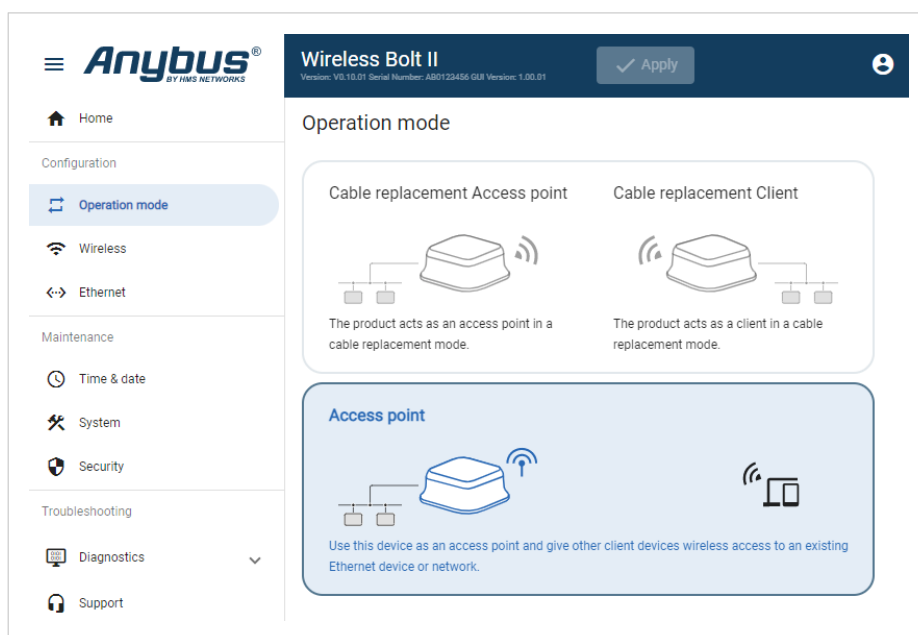 Anybus®
BY HMS NETWORKS
Wireless Bolt II
Version: V0.10.01 Serial Number: AB0123456 GUI Version: 1.00.01
Apply
Home
Configuration
Operation mode
Wireless
Ethernet
Maintenance
Time & date
System
Security
Troubleshooting
Diagnostics
Support
Operation mode
Cable replacement Access point
The product acts as an access point in a
cable replacement mode.
Cable replacement Client
The product acts as a client in a cable
replacement mode.
Access point
Use this device as an access point and give other client devices wireless access to an existing
Ethernet device or network.